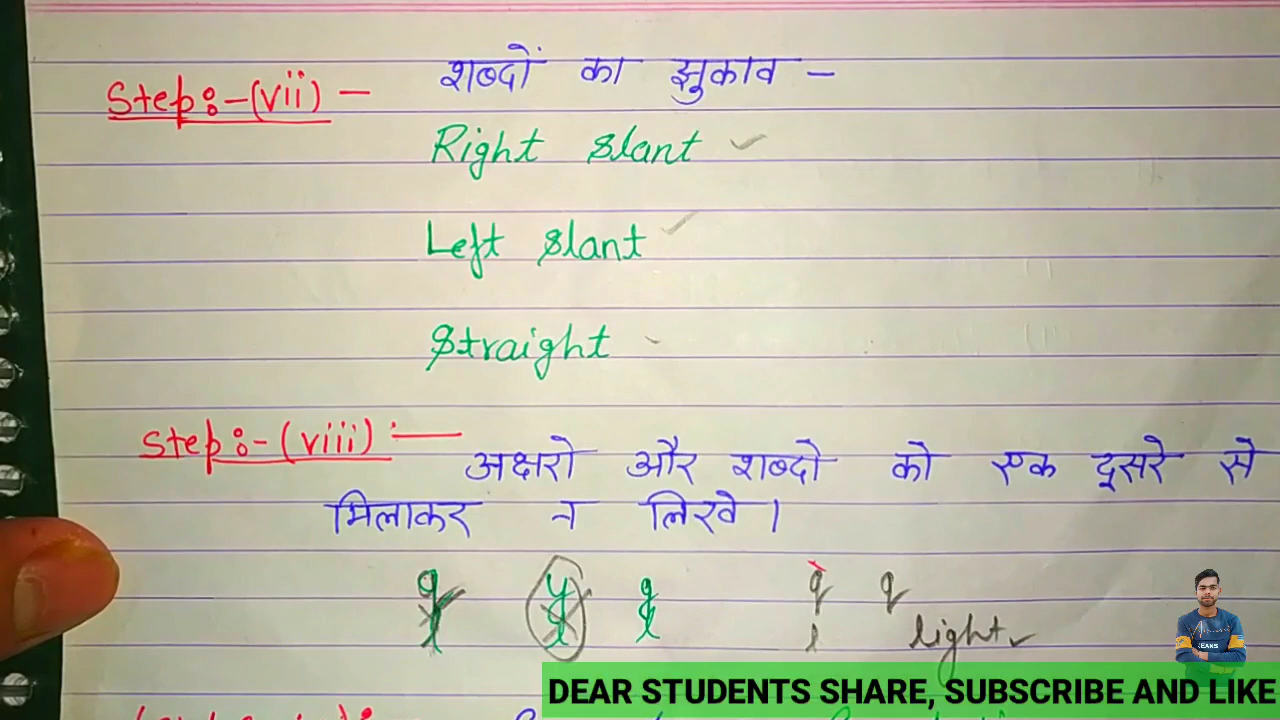 Step:-(vii) - शब्दों का झुकाव -
Right Slant ✓
Left Slant ✓
Straight
Step:-(viii) :- अक्षरो और शब्दो को एक दूसरे से
मिलाकर न लिखे।
light ✓
DEAR STUDENTS SHARE, SUBSCRIBE AND LIKE